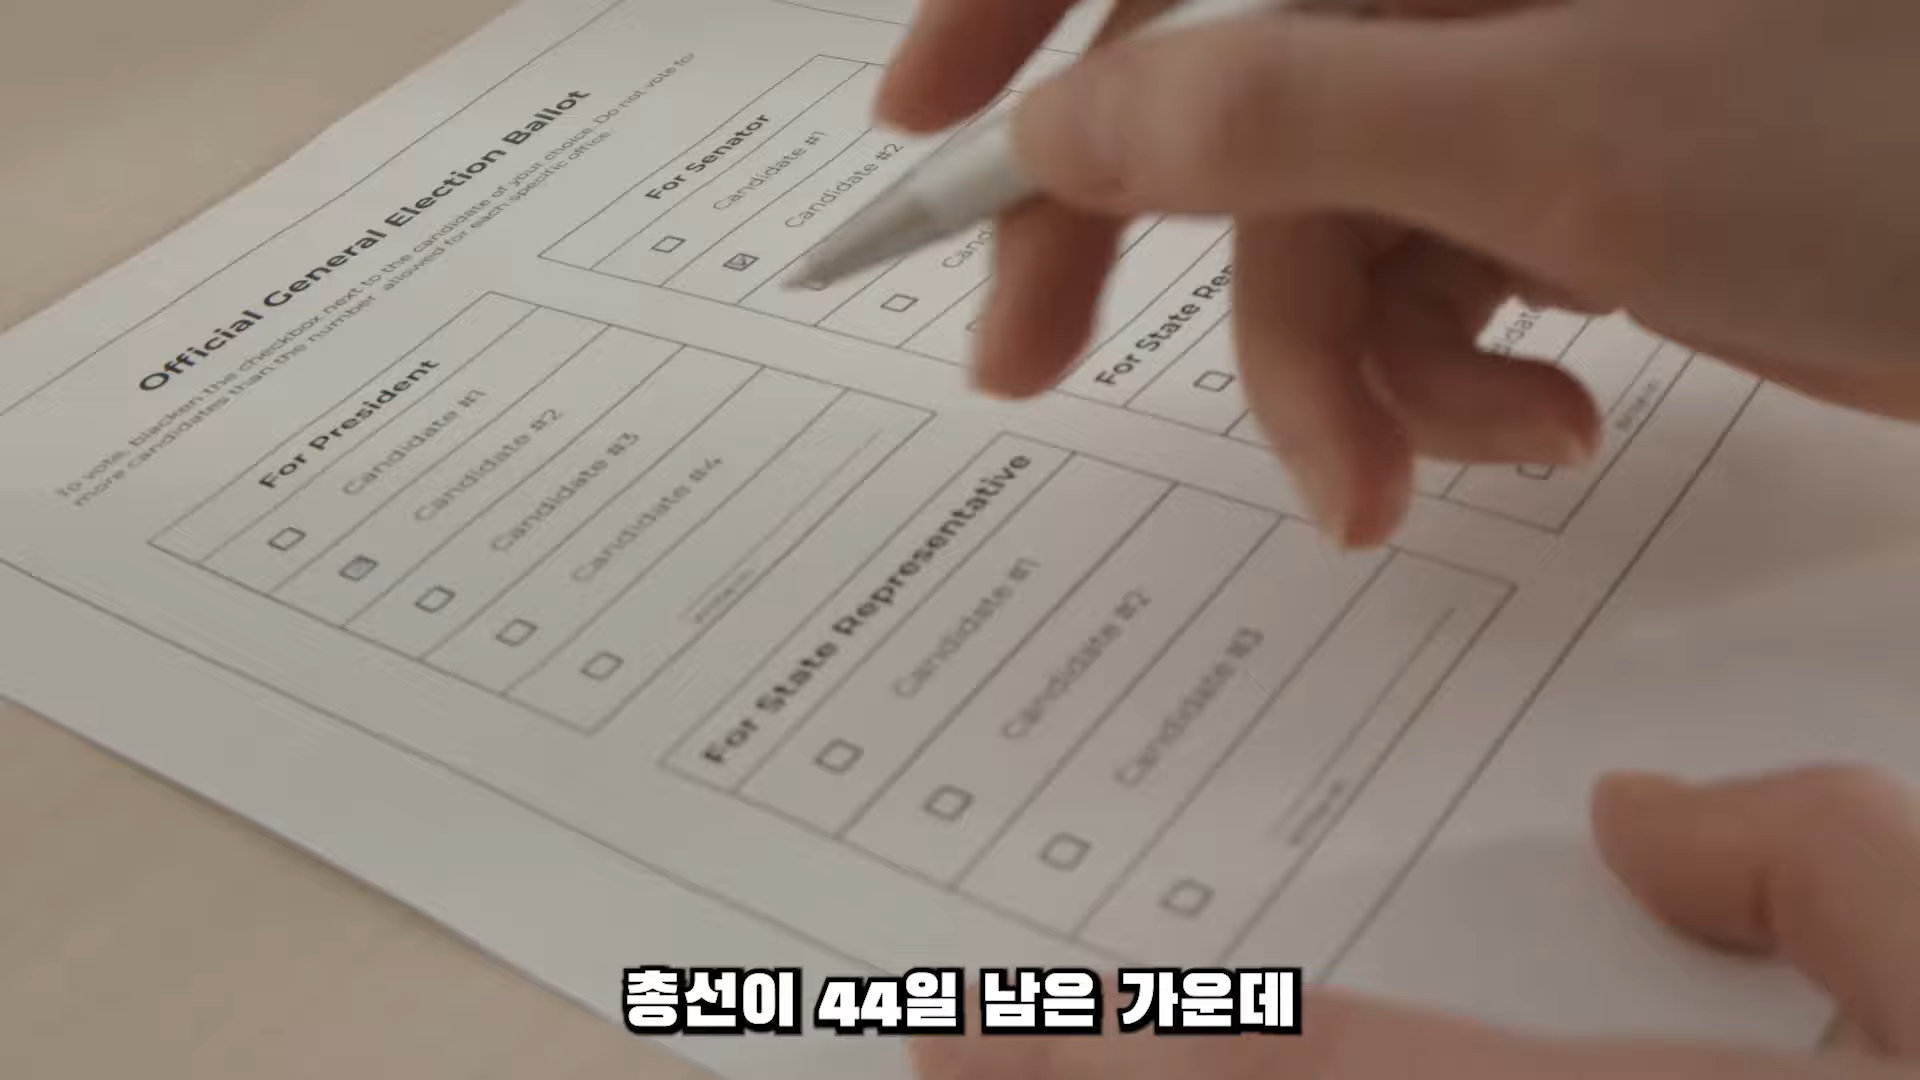 Official General Election Ballot
To vote, blacken the checkbox next to the candidate of your choice. Do not vote for
more candidates than the number allowed for each specific office
For President
Candidate #1
Candidate #2
Candidate #3
Candidate #4
For Senator
Candidate #1
Candidate #2
For State Representative
Candidate #1
Candidate #2
Candidate #3
For State Rep
총선이 44일 남은 가운데